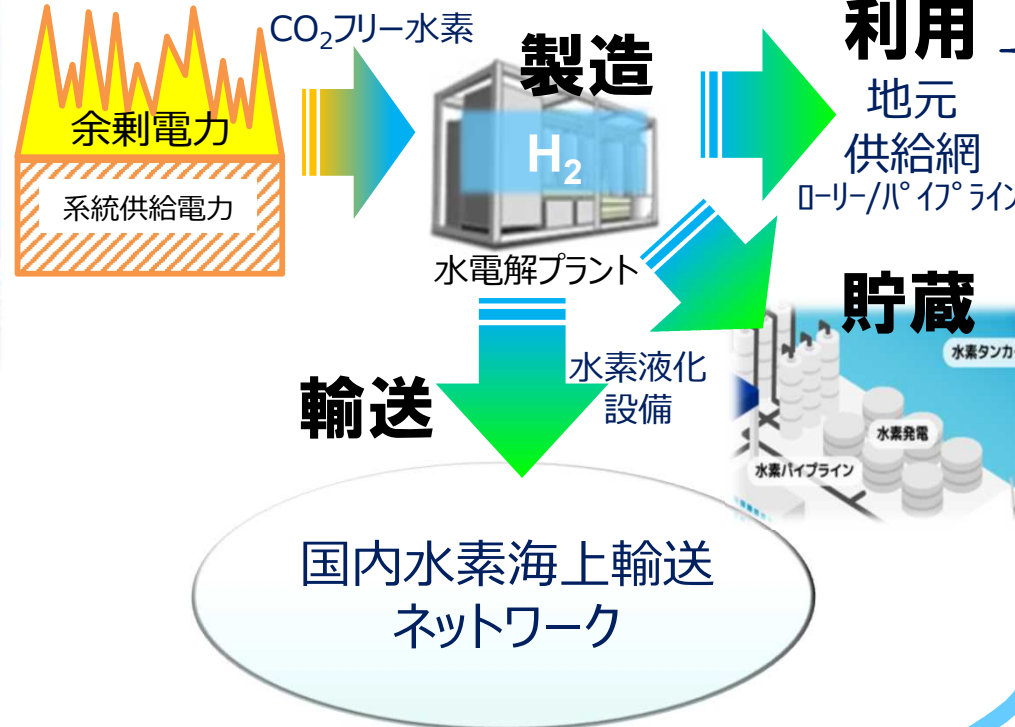 CO₂フリー水素
余剰電力
系統供給電力
製造
H₂
水電解プラント
利用
地元
供給網
ﾛｰﾘｰ/ﾊﾟｲﾌﾟﾗｲﾝ
貯蔵
水素タンカ
水素発電
水素パイプライン
輸送
水素液化
設備
国内水素海上輸送
ネットワーク